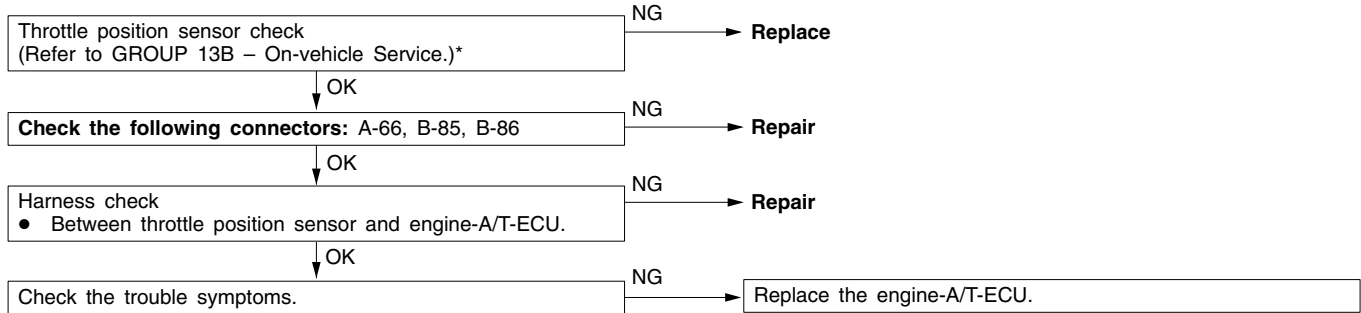 Throttle position sensor check
(Refer to GROUP 13B – On-vehicle Service.)*
NG
Replace
OK
Check the following connectors: A-66, B-85, B-86
NG
Repair
OK
Harness check
● Between throttle position sensor and engine-A/T-ECU.
NG
Repair
OK
Check the trouble symptoms.
NG
Replace the engine-A/T-ECU.